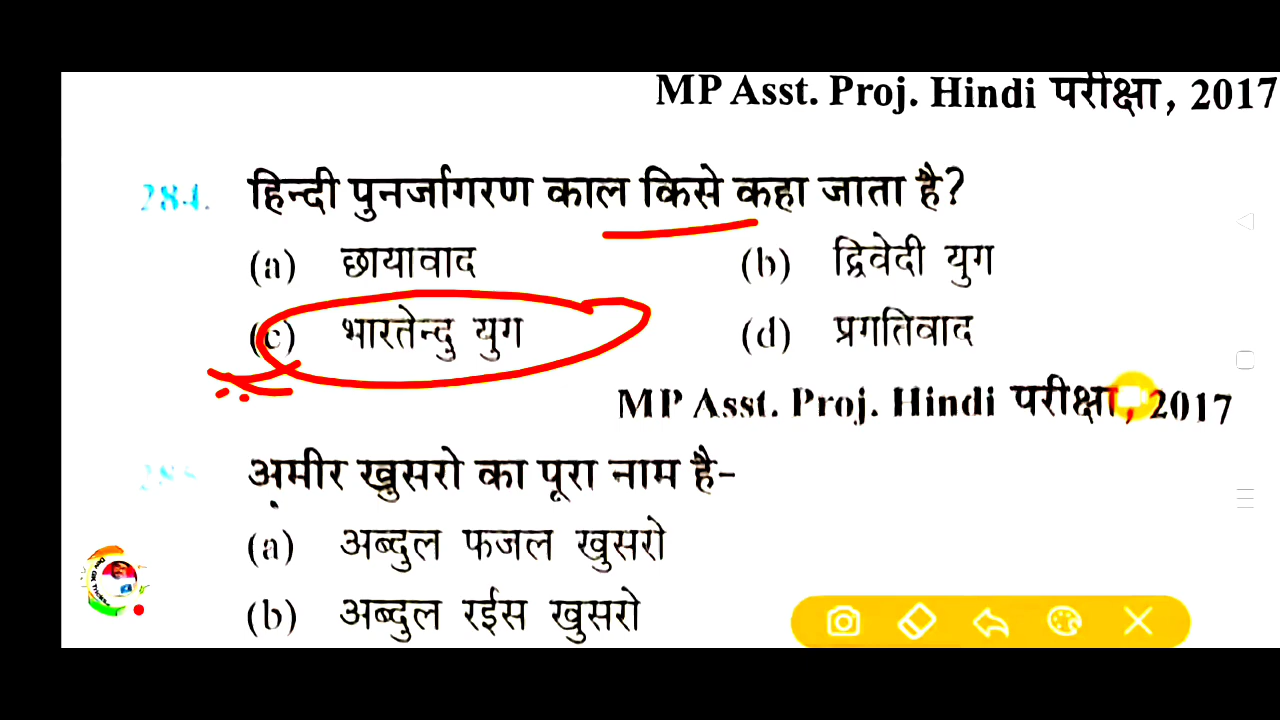 MP Asst. Proj. Hindi परीक्षा, 2017
284. हिन्दी पुनर्जागरण काल किसे कहा जाता है?
(a) छायावाद (b) द्विवेदी युग
(c) भारतेन्दु युग (d) प्रगतिवाद
MP Asst. Proj. Hindi परीक्षा, 2017
अमीर खुसरो का पूरा नाम है-
(a) अब्दुल फजल खुसरो
(b) अब्दुल रईस खुसरो